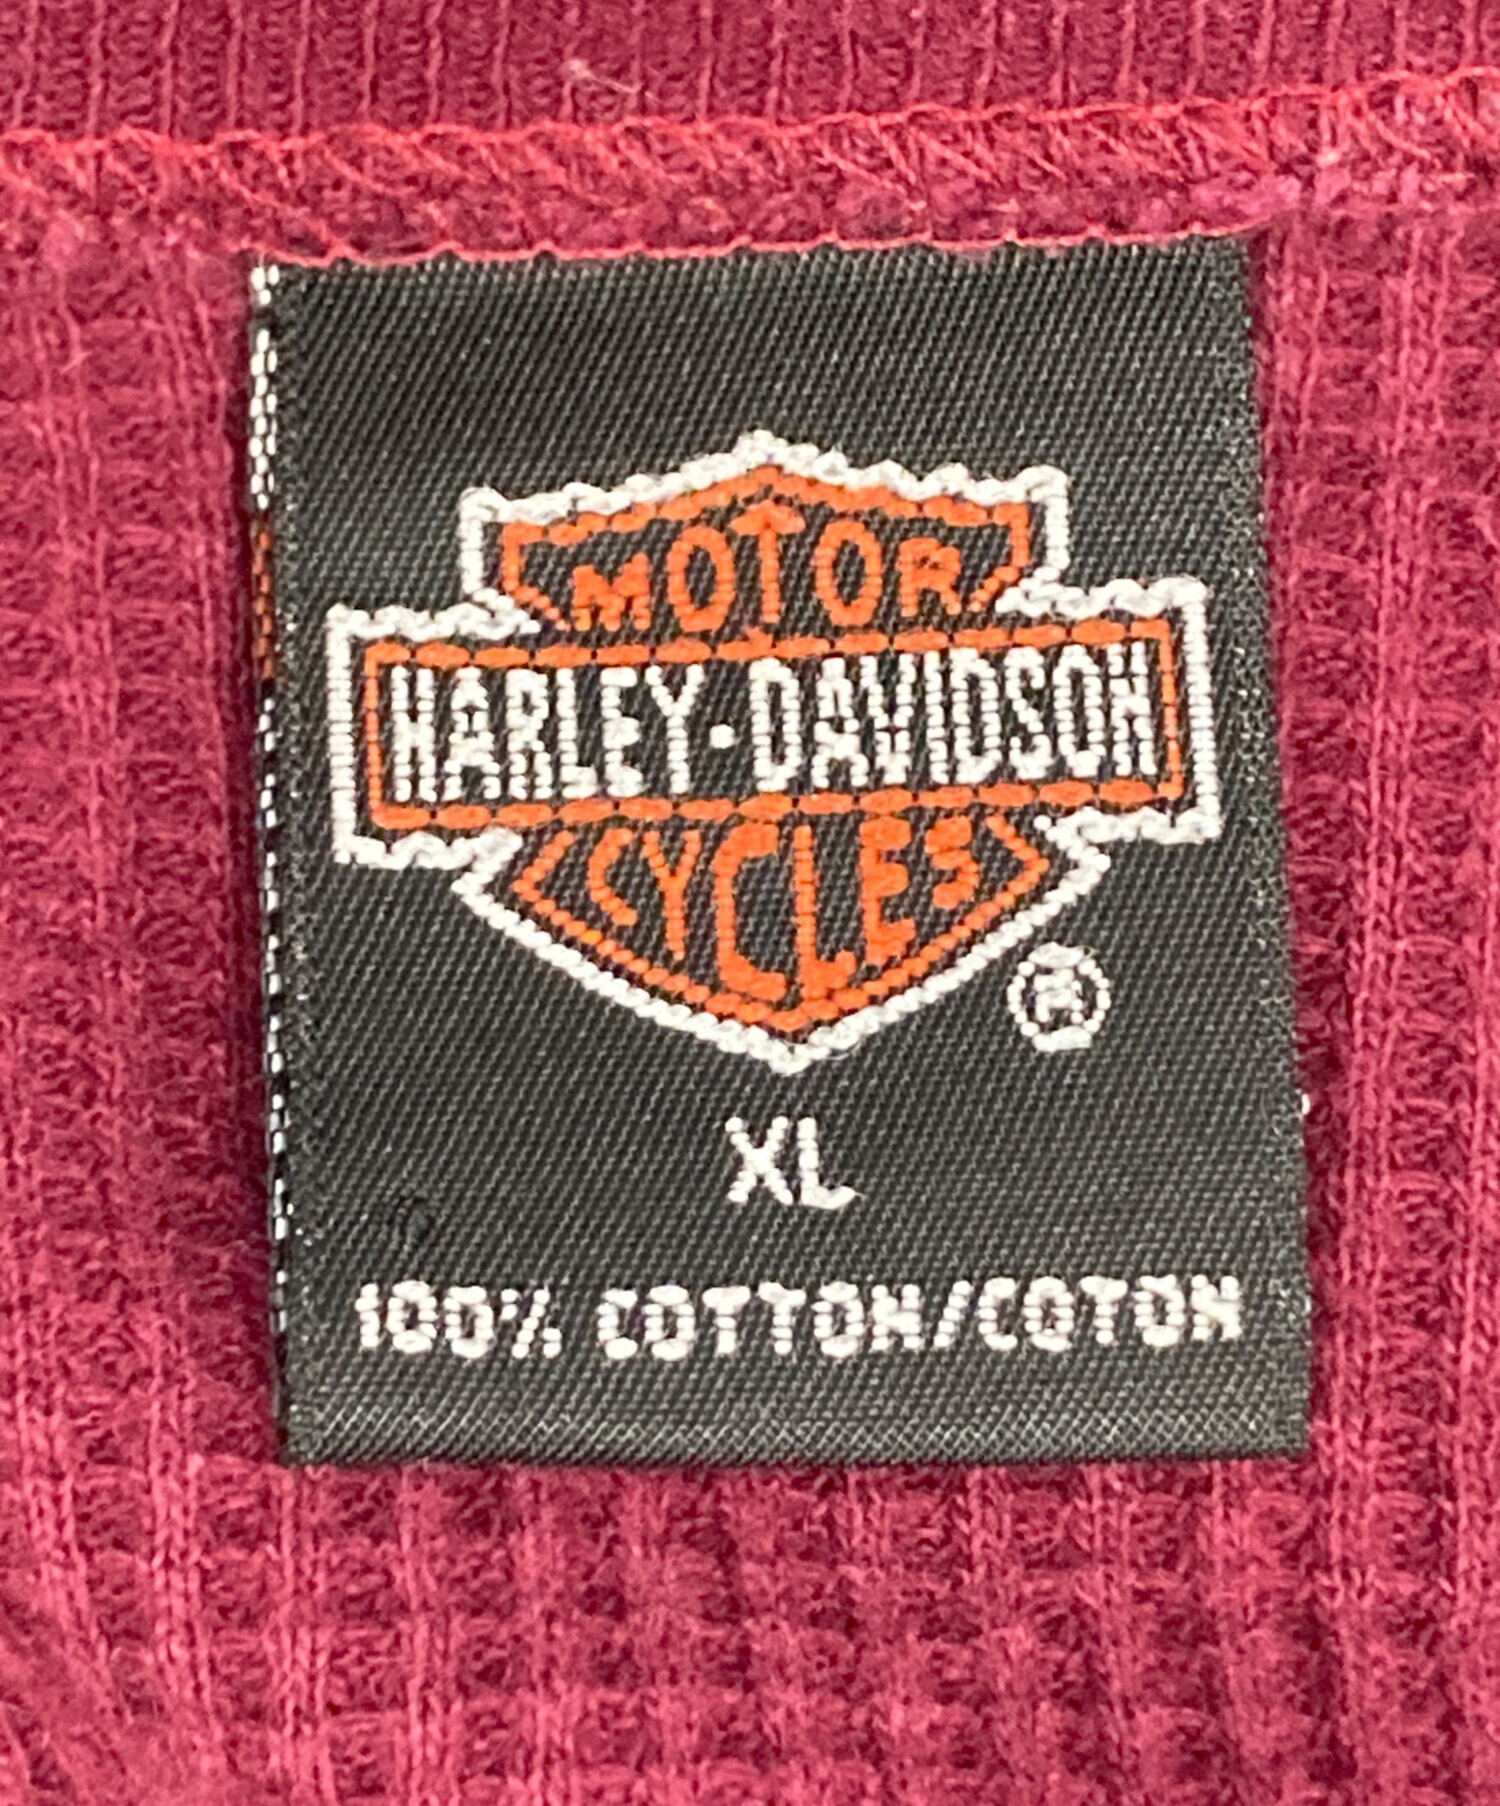 MOTOR
HARLEY·DAVIDSON
CYCLES
®
XL
100% COTTON/COTON